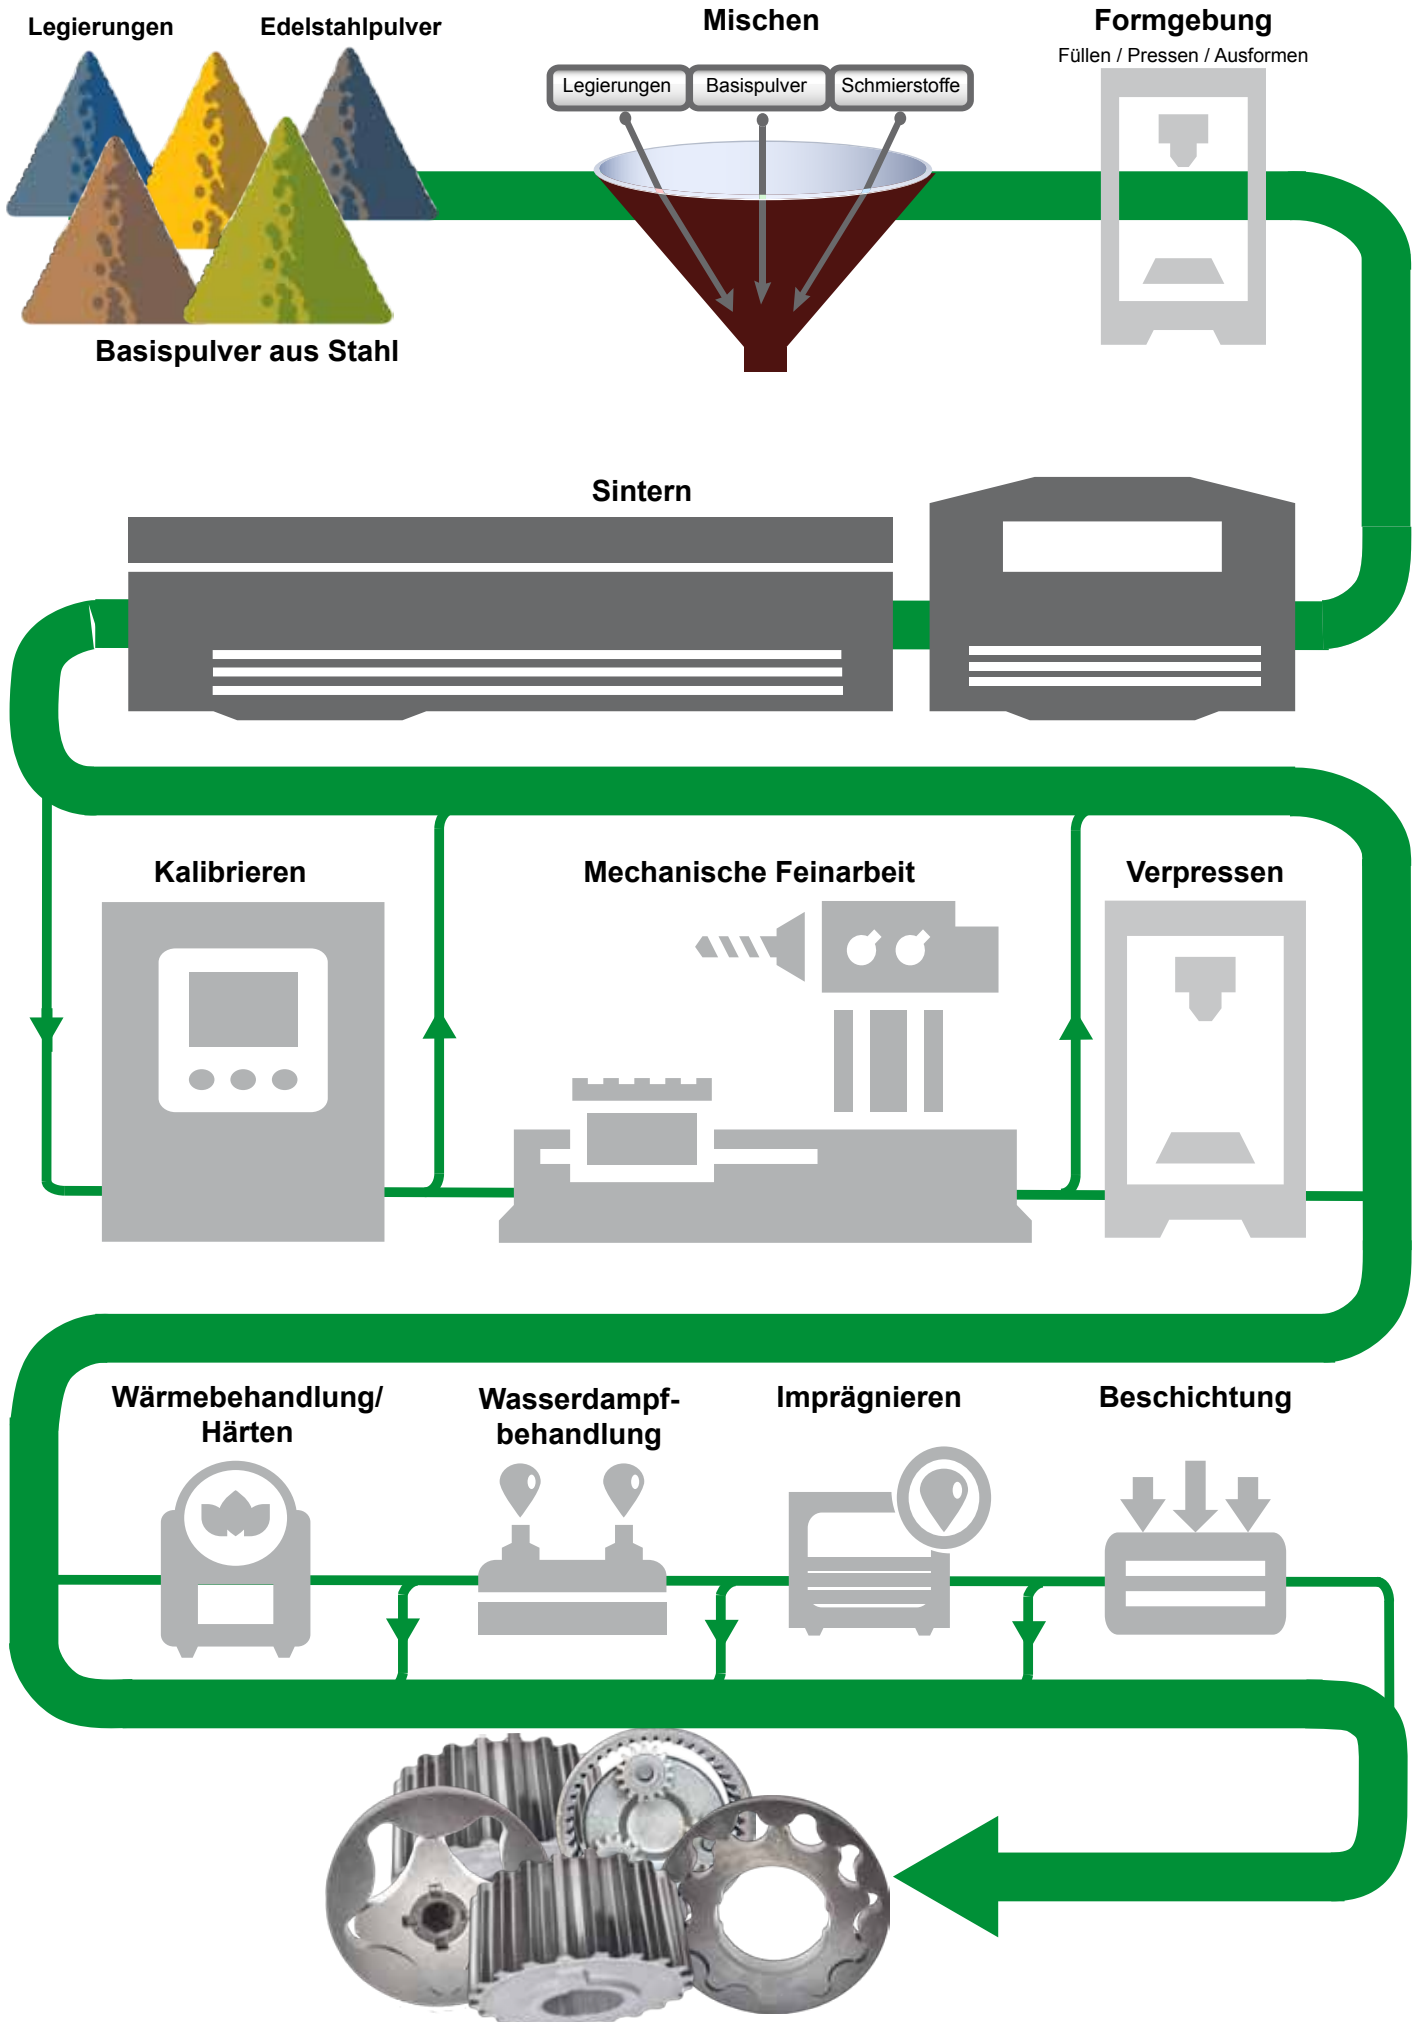 Legierungen
Edelstahlpulver
Basispulver aus Stahl
Mischen
Legierungen
Basispulver
Schmierstoffe
Formgebung
Füllen / Pressen / Ausformen
Sintern
Kalibrieren
Mechanische Feinarbeit
Verpressen
Wärmebehandlung/
Härten
Wasserdampf-
behandlung
Imprägnieren
Beschichtung